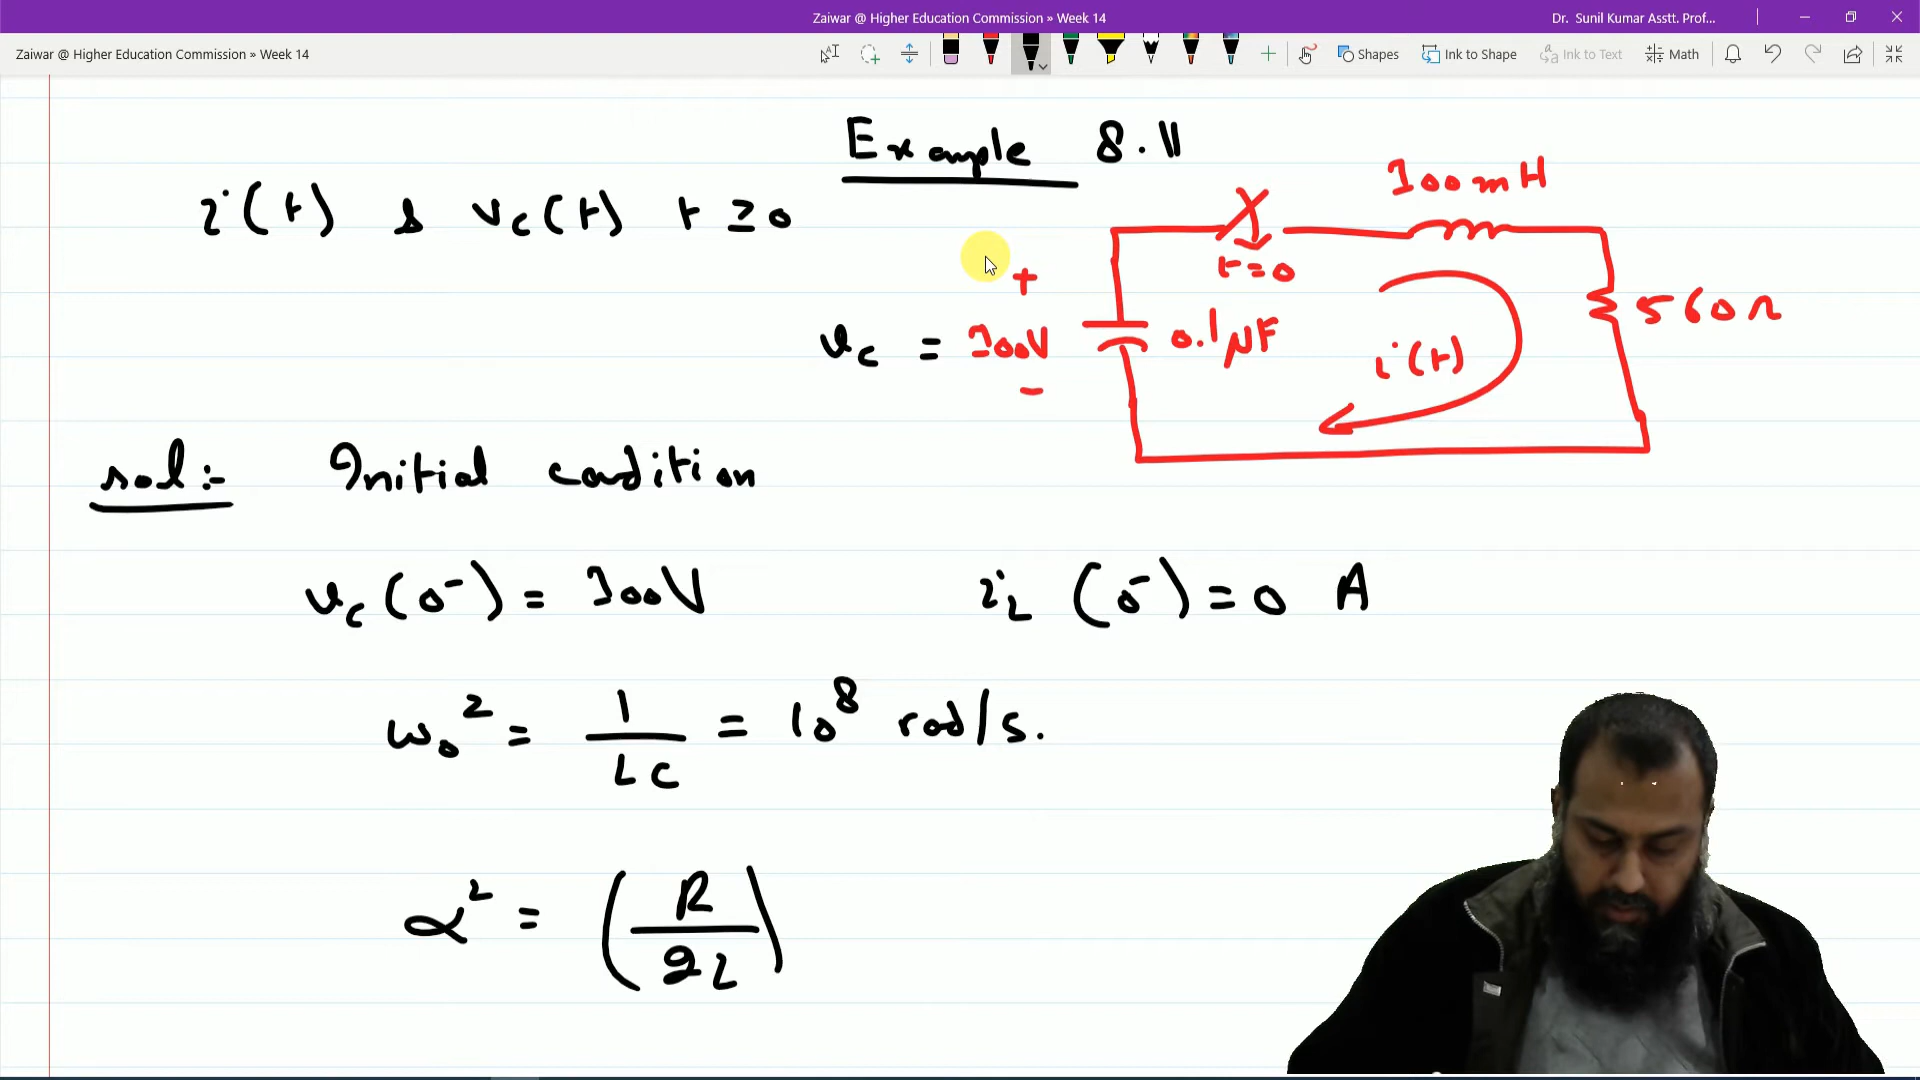 Zaiwar @ Higher Education Commission » Week 14
Dr. Sunil Kumar Asstt. Prof...
Zaiwar @ Higher Education Commission » Week 14
Shapes
Ink to Shape
Ink to Text
Math
Example 8.11
i(t) & vc(t) t ≥ 0
100mH
t=0
+
vc = 100V
-
0.1µF
i(t)
560Ω
sol:- Initial condition
vc(0-) = 100V
iL(0-) = 0 A
ω0² = 1/LC = 10⁸ rad/s.
α² = (R/2L)